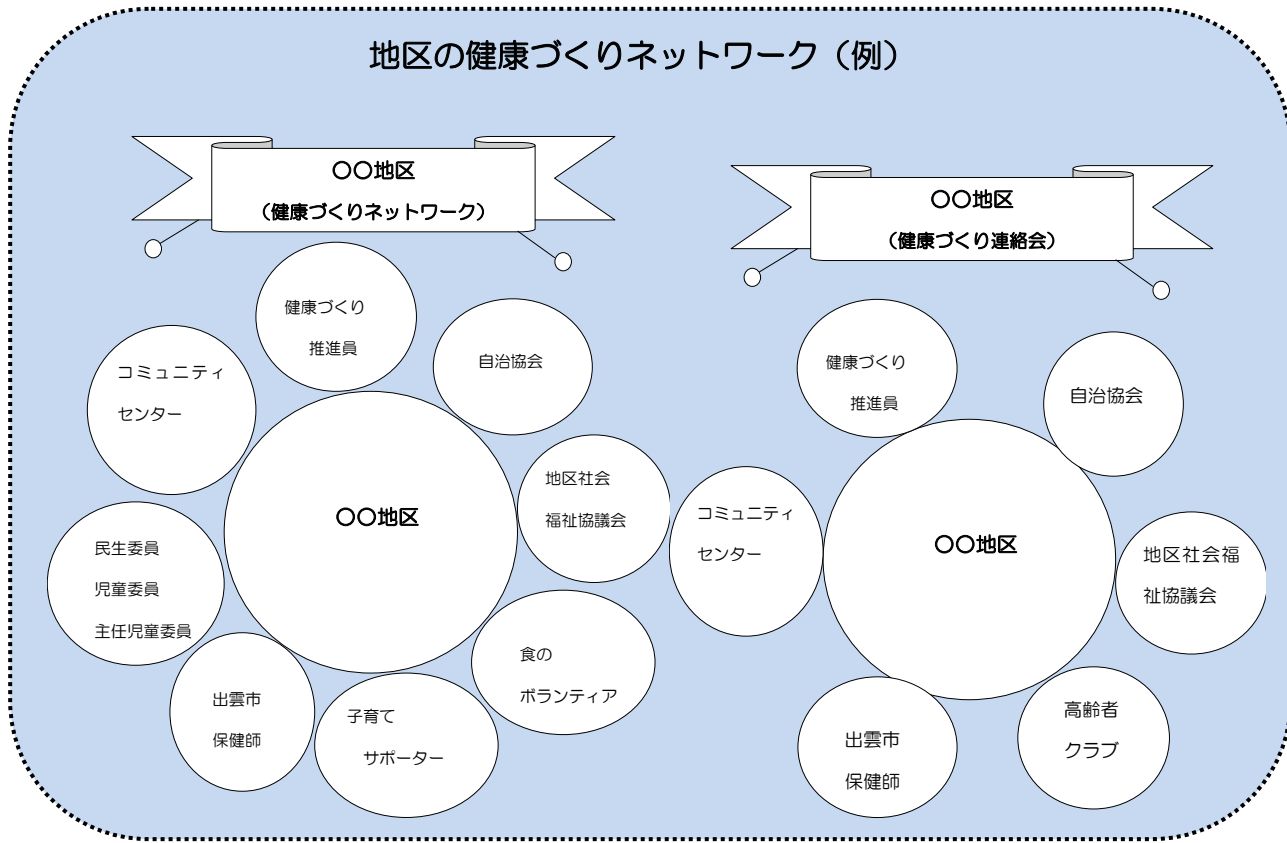 地区の健康づくりネットワーク（例）
〇〇地区
（健康づくりネットワーク）
健康づくり
推進員
自治協会
コミュニティ
センター
地区社会
福祉協議会
〇〇地区
民生委員
児童委員
主任児童委員
食の
ボランティア
出雲市
保健師
子育て
サポーター
〇〇地区
（健康づくり連絡会）
健康づくり
推進員
自治協会
コミュニティ
センター
〇〇地区
地区社会福
祉協議会
高齢者
クラブ
出雲市
保健師